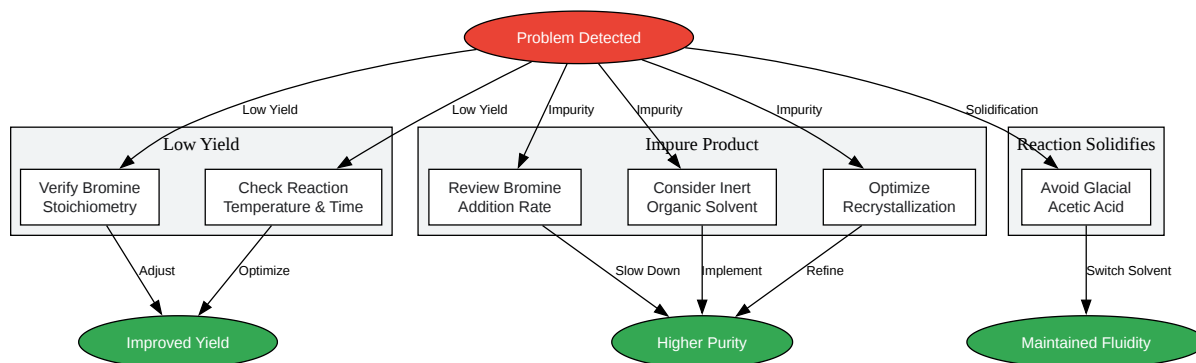 Problem Detected
Low Yield
Low Yield
Impurity
Impurity
Impurity
Solidification
Low Yield
Impure Product
Reaction Solidifies
Verify Bromine
Stoichiometry
Check Reaction
Temperature & Time
Review Bromine
Addition Rate
Consider Inert
Organic Solvent
Optimize
Recrystallization
Avoid Glacial
Acetic Acid
Adjust
Optimize
Slow Down
Implement
Refine
Switch Solvent
Improved Yield
Higher Purity
Maintained Fluidity